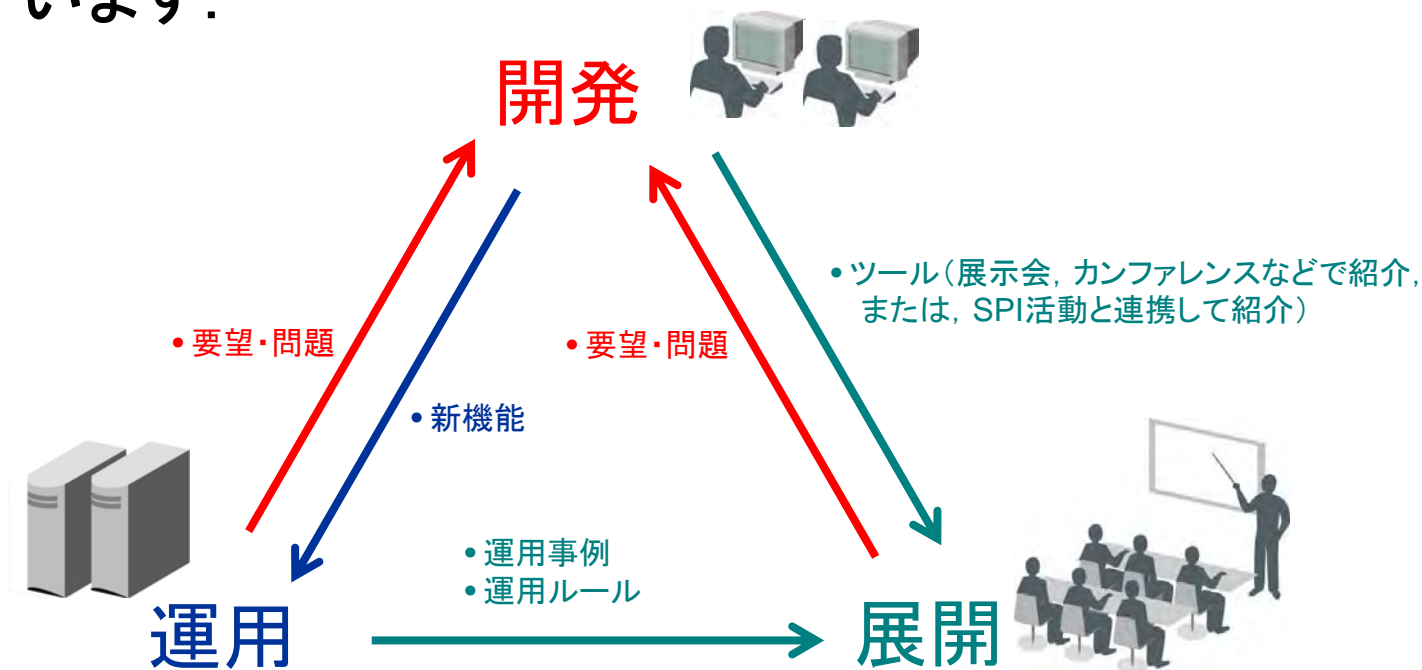 います.
開発
• ツール（展示会, カンファレンスなどで紹介,
または, SPI活動と連携して紹介）
• 要望・問題
• 要望・問題
• 新機能
• 運用事例
• 運用ルール
運用
展開